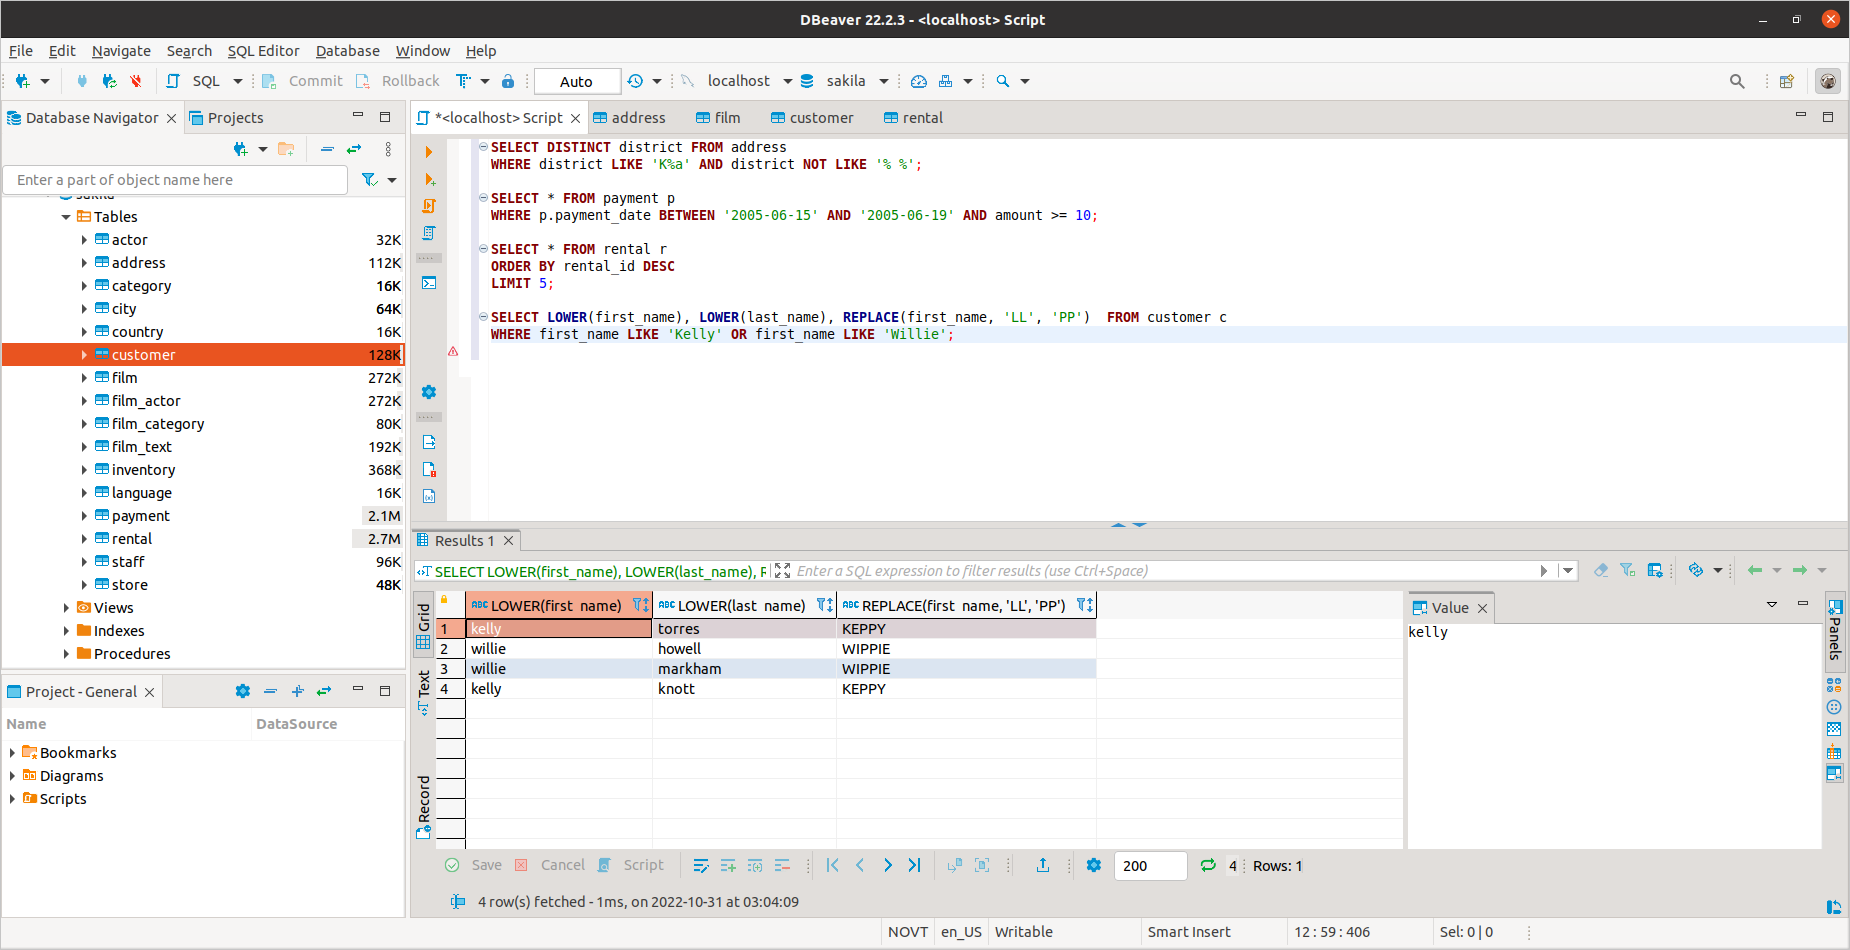 DBeaver 22.2.3 - <localhost> Script
File Edit Navigate Search SQL Editor Database Window Help
SQL Commit Rollback Auto localhost sakila
Database Navigator Projects
Enter a part of object name here
sakila
Tables
actor 32K
address 112K
category 16K
city 64K
country 16K
customer 128K
film 272K
film_actor 272K
film_category 80K
film_text 192K
inventory 368K
language 16K
payment 2.1M
rental 2.7M
staff 96K
store 48K
Views
Indexes
Procedures
Project - General
Name DataSource
Bookmarks
Diagrams
Scripts
*<localhost> Script address film customer rental
SELECT DISTINCT district FROM address
WHERE district LIKE 'K%a' AND district NOT LIKE '% %';
SELECT * FROM payment p
WHERE p.payment_date BETWEEN '2005-06-15' AND '2005-06-19' AND amount >= 10;
SELECT * FROM rental r
ORDER BY rental_id DESC
LIMIT 5;
SELECT LOWER(first_name), LOWER(last_name), REPLACE(first_name, 'LL', 'PP')  FROM customer c
WHERE first_name LIKE 'Kelly' OR first_name LIKE 'Willie';
Results 1
SELECT LOWER(first_name), LOWER(last_name), R Enter a SQL expression to filter results (use Ctrl+Space)
Grid
Text
Record
ABC LOWER(first_name) ABC LOWER(last_name) ABC REPLACE(first_name, 'LL', 'PP')
1 kelly torres KEPPY
2 willie howell WIPPIE
3 willie markham WIPPIE
4 kelly knott KEPPY
Value
kelly
Panels
Save Cancel Script 200 4 Rows: 1
4 row(s) fetched - 1ms, on 2022-10-31 at 03:04:09
NOVT en_US Writable Smart Insert 12 : 59 : 406 Sel: 0 | 0